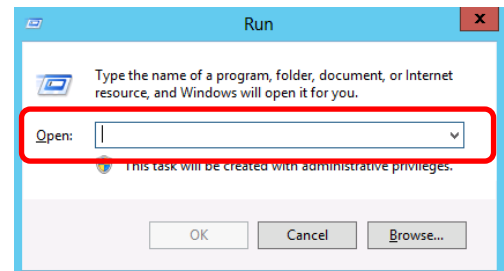 Run
x
Type the name of a program, folder, document, or Internet
resource, and Windows will open it for you.
Open:
This task will be created with administrative privileges.
OK Cancel Browse...